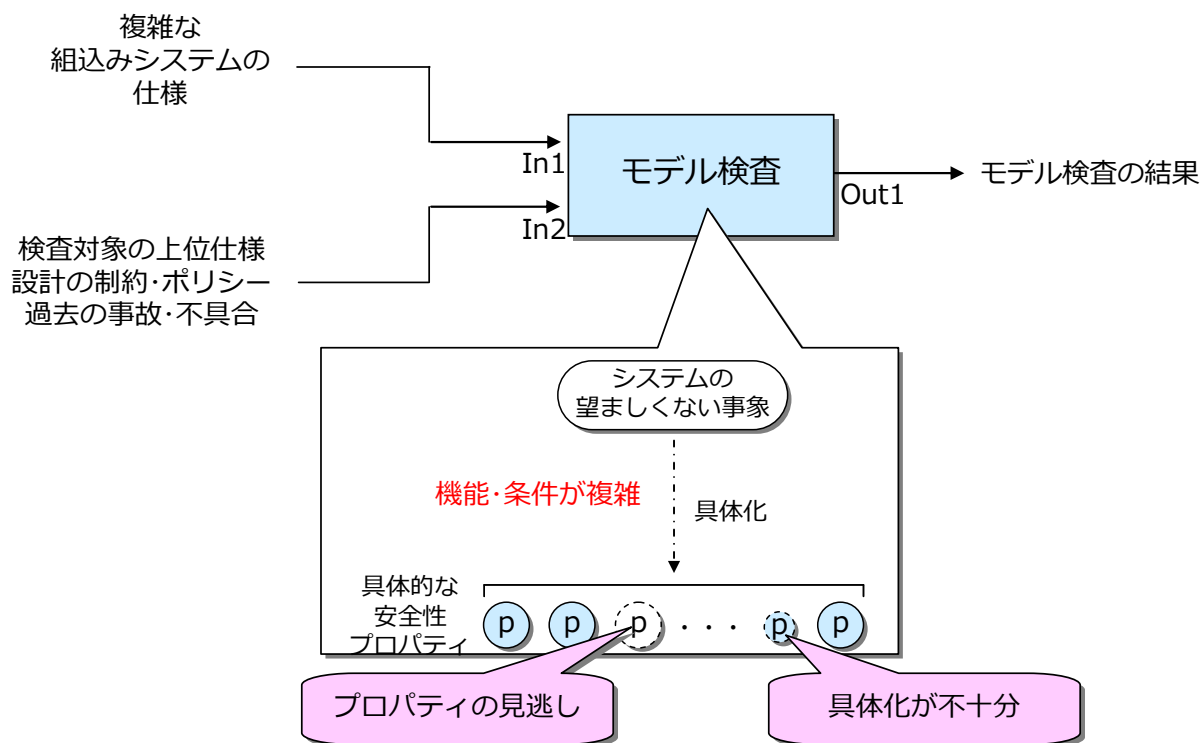 複雑な
組込みシステムの
仕様
In1
モデル検査
Out1
モデル検査の結果
In2
検査対象の上位仕様
設計の制約・ポリシー
過去の事故・不具合
システムの
望ましくない事象
機能・条件が複雑
具体化
具体的な
安全性
プロパティ
p p p ・・・ p p
プロパティの見逃し
具体化が不十分